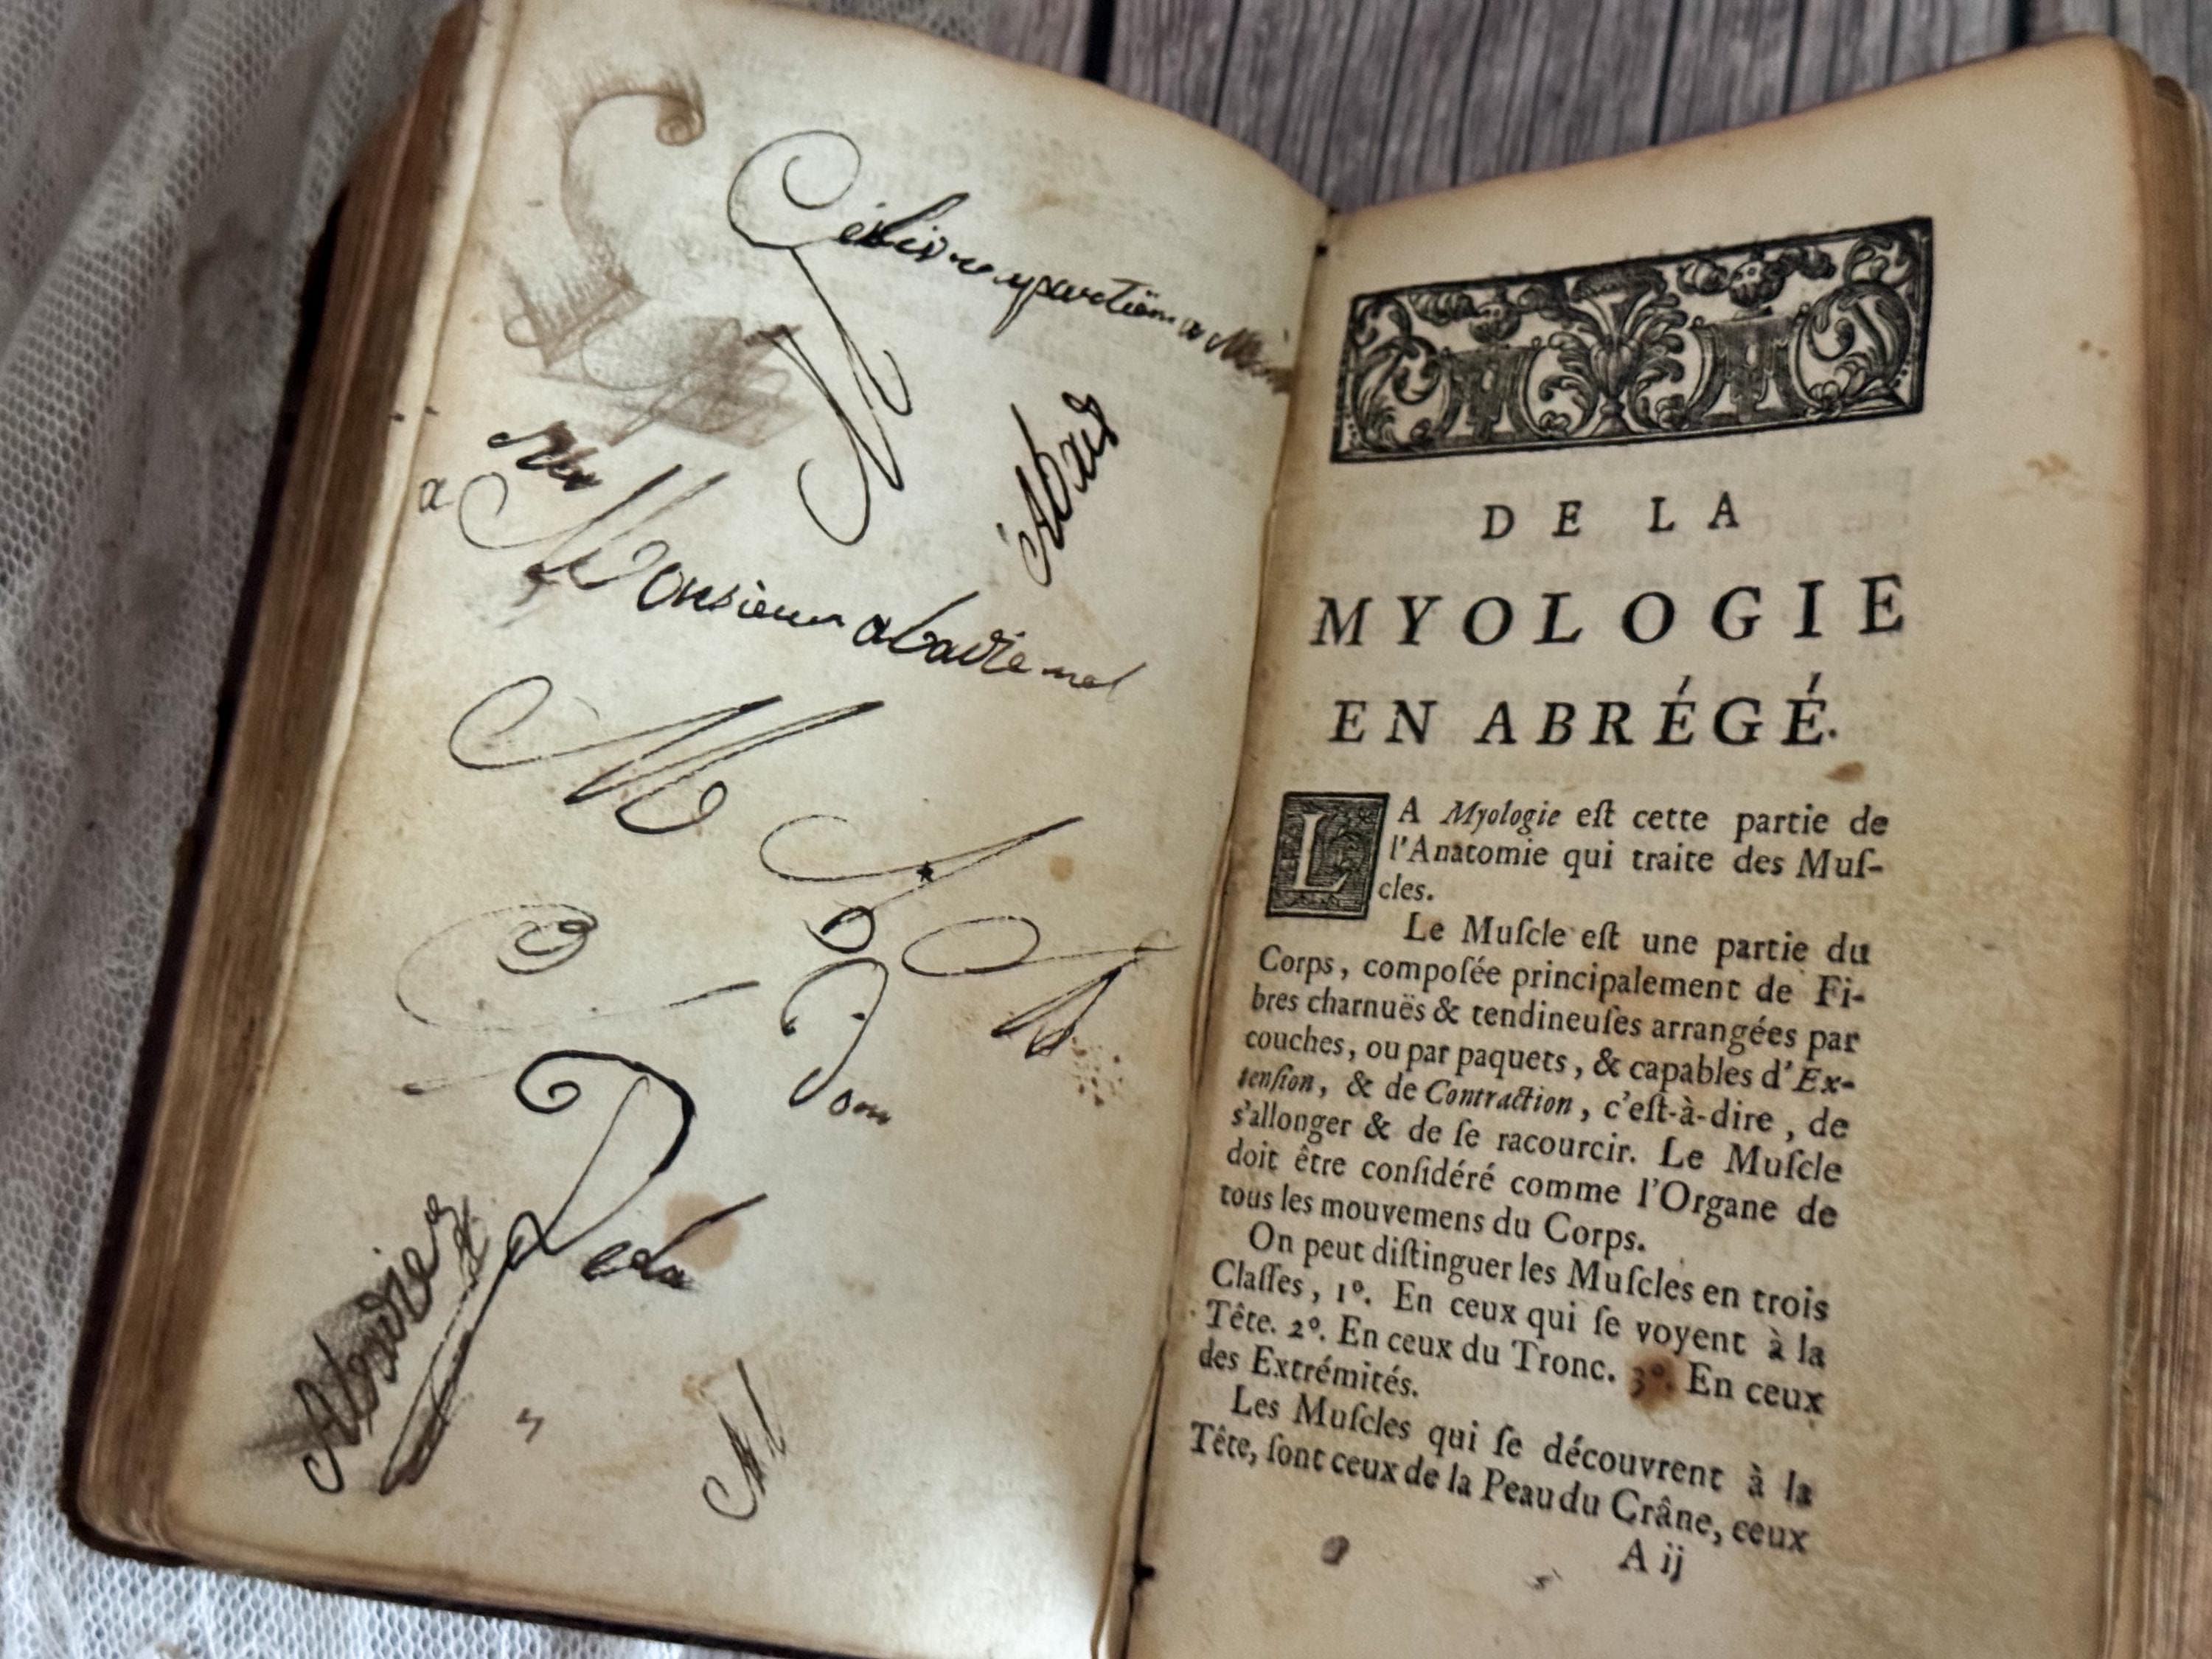 Ce livre apartien a
a Monsieur abadie
M
A
Dom
Abadie
DE LA
MYOLOGIE
EN ABRÉGÉ.
LA Myologie eſt cette partie de
l'Anatomie qui traite des Muſ-
cles.
Le Muſcle eſt une partie du
Corps, compoſée principalement de Fi-
bres charnuës & tendineuſes arrangées par
couches, ou par paquets, & capables d'Ex-
tenſion, & de Contraction, c'eſt-à-dire, de
s'allonger & de ſe racourcir. Le Muſcle
doit être conſidéré comme l'Organe de
tous les mouvemens du Corps.
On peut diſtinguer les Muſcles en trois
Claſſes, 1°. En ceux qui ſe voyent à la
Tête. 2°. En ceux du Tronc. 3°. En ceux
des Extrémités.
Les Muſcles qui ſe découvrent à la
Tête, ſont ceux de la Peau du Crâne, ceux
A ij